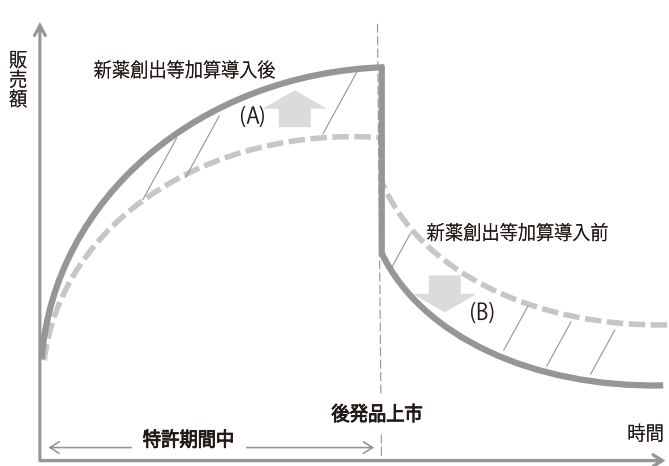 販売額
新薬創出等加算導入後
(A)
新薬創出等加算導入前
(B)
後発品上市
特許期間中
時間